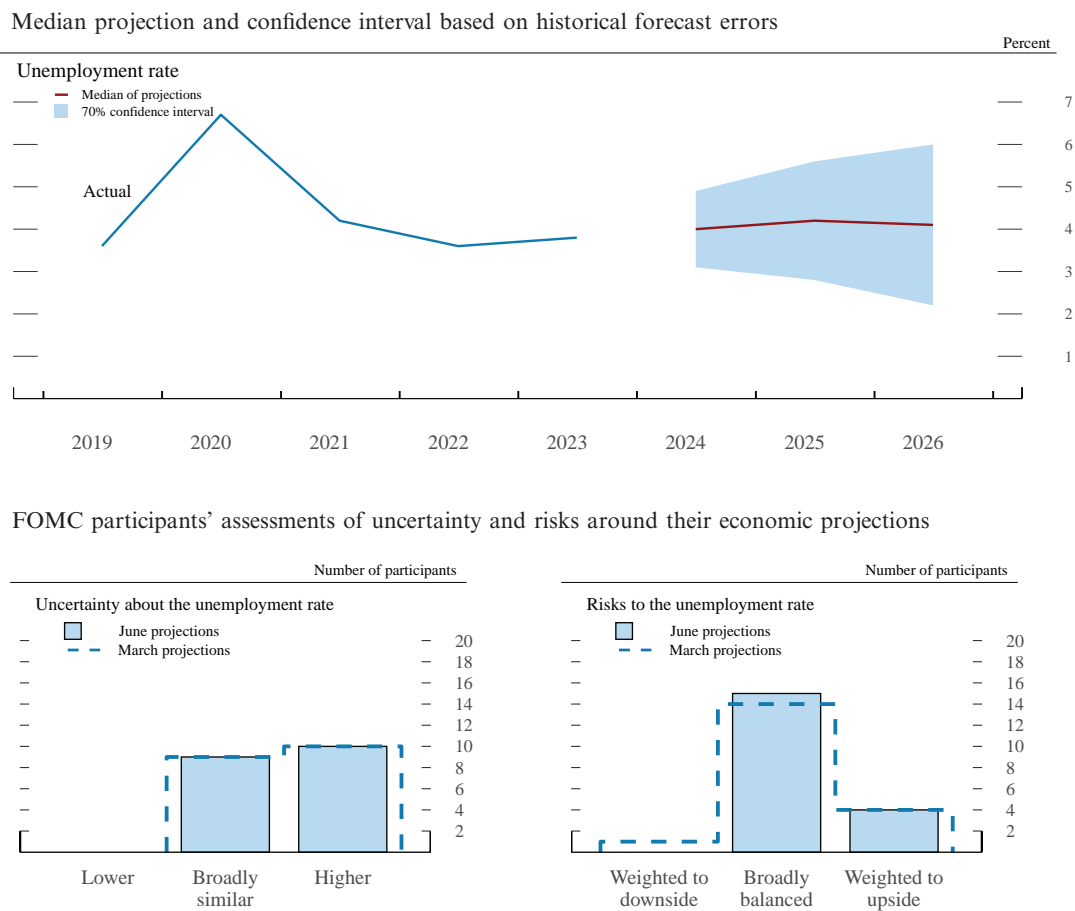 Median projection and confidence interval based on historical forecast errors
Percent
Unemployment rate
Median of projections
70% confidence interval
Actual
7
6
5
4
3
2
1
2019 2020 2021 2022 2023 2024 2025 2026
FOMC participants’ assessments of uncertainty and risks around their economic projections
Number of participants
Uncertainty about the unemployment rate
June projections
March projections
20
18
16
14
12
10
8
6
4
2
Lower
Broadly
similar
Higher
Number of participants
Risks to the unemployment rate
June projections
March projections
20
18
16
14
12
10
8
6
4
2
Weighted to
downside
Broadly
balanced
Weighted to
upside